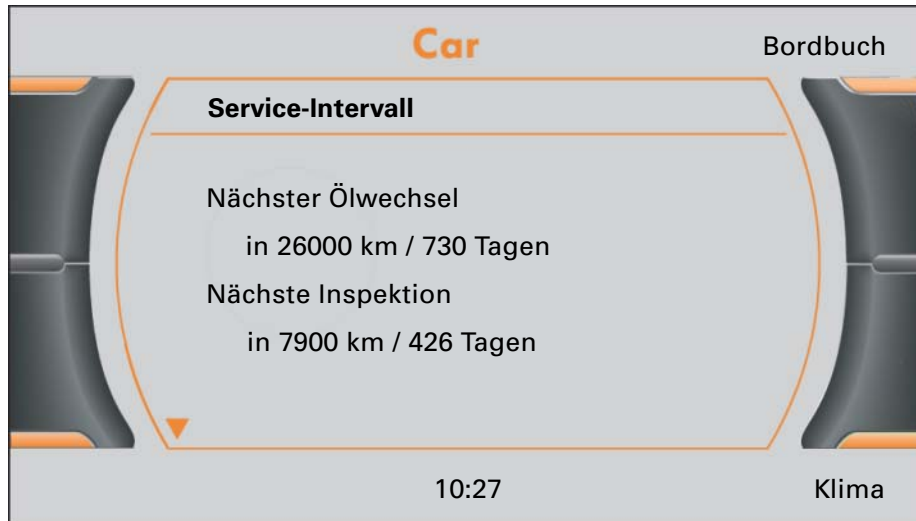 Car
Bordbuch
Service-Intervall
Nächster Ölwechsel
in 26000 km / 730 Tagen
Nächste Inspektion
in 7900 km / 426 Tagen
10:27
Klima